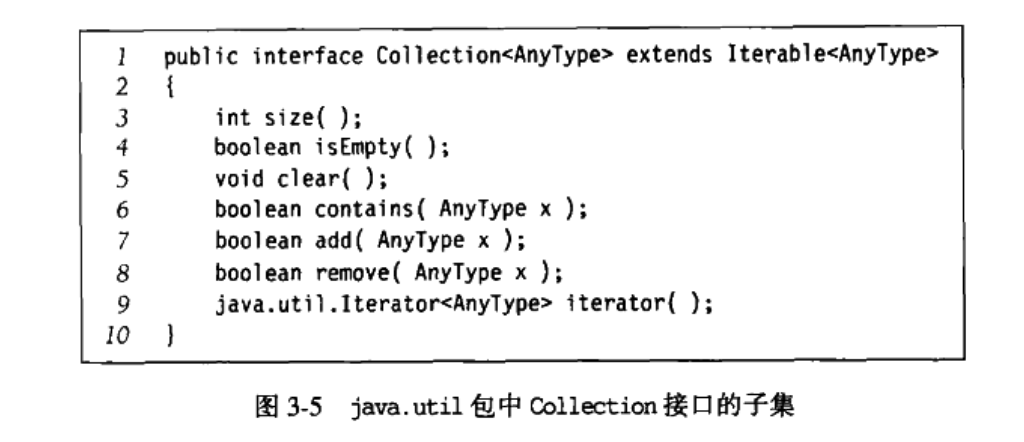 1 public interface Collection<AnyType> extends Iterable<AnyType>
2 {
3 int size( );
4 boolean isEmpty( );
5 void clear( );
6 boolean contains( AnyType x );
7 boolean add( AnyType x );
8 boolean remove( AnyType x );
9 java.util.Iterator<AnyType> iterator( );
10 }
图 3-5 java.util 包中 Collection 接口的子集